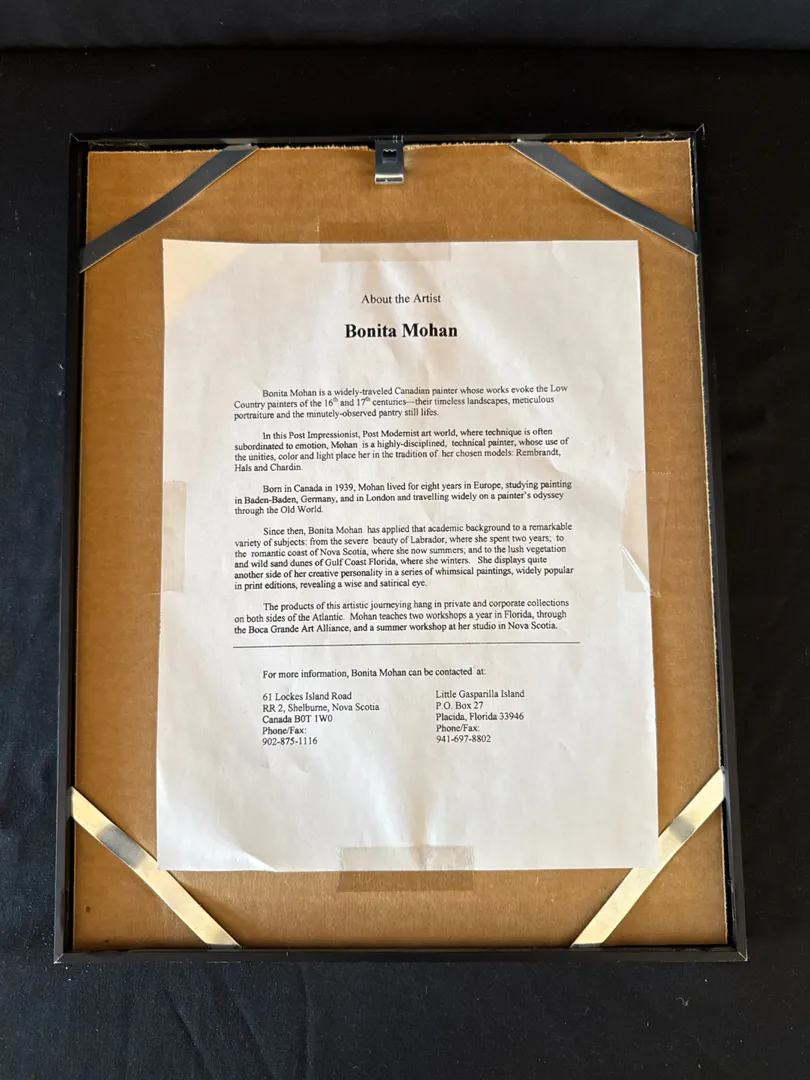 About the Artist
Bonita Mohan
Bonita Mohan is a widely-traveled Canadian painter whose works evoke the Low
Country painters of the 16th and 17th centuries—their timeless landscapes, meticulous
portraiture and the minutely-observed pantry still lifes.
In this Post Impressionist, Post Modernist art world, where technique is often
subordinated to emotion, Mohan is a highly-disciplined, technical painter, whose use of
the unities, color and light place her in the tradition of her chosen models: Rembrandt,
Hals and Chardin.
Born in Canada in 1939, Mohan lived for eight years in Europe, studying painting
in Baden-Baden, Germany, and in London and travelling widely on a painter's odyssey
through the Old World.
Since then, Bonita Mohan has applied that academic background to a remarkable
variety of subjects: from the severe beauty of Labrador, where she spent two years; to
the romantic coast of Nova Scotia, where she now summers; and to the lush vegetation
and wild sand dunes of Gulf Coast Florida, where she winters. She displays quite
another side of her creative personality in a series of whimsical paintings, widely popular
in print editions, revealing a wise and satirical eye.
The products of this artistic journeying hang in private and corporate collections
on both sides of the Atlantic. Mohan teaches two workshops a year in Florida, through
the Boca Grande Art Alliance, and a summer workshop at her studio in Nova Scotia.
For more information, Bonita Mohan can be contacted at:
61 Lockes Island Road
RR 2, Shelburne, Nova Scotia
Canada B0T 1W0
Phone/Fax:
902-875-1116
Little Gasparilla Island
P.O. Box 27
Placida, Florida 33946
Phone/Fax:
941-697-8802